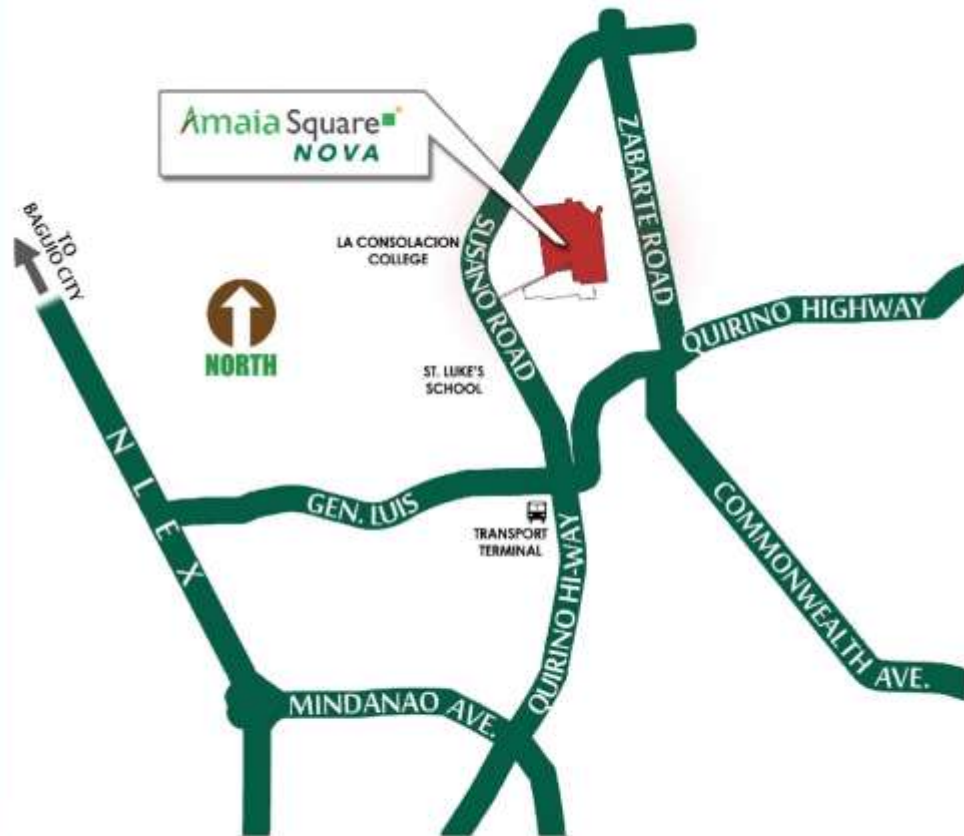 Amaia Square
NOVA
ZABARTE ROAD
LA CONSOLACION
COLLEGE
SUSANO ROAD
TO
BAGUIO CITY
NORTH
QUIRINO HIGHWAY
ST. LUKE'S
SCHOOL
NLEX
GEN. LUIS
TRANSPORT
TERMINAL
COMMONWEALTH AVE.
QUIRINO HI-WAY
MINDANAO AVE.